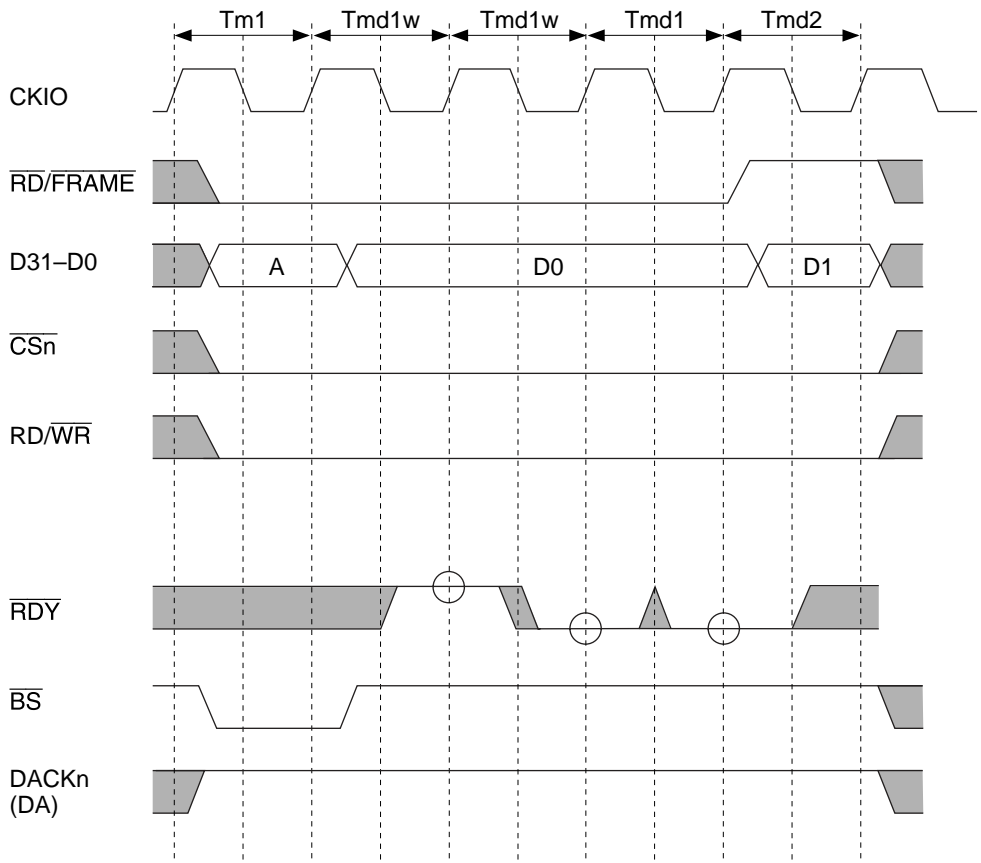 Tm1 Tmd1w Tmd1w Tmd1 Tmd2
CKIO
RD/FRAME
D31–D0
A D0 D1
CSn
RD/WR
RDY
BS
DACKn
(DA)